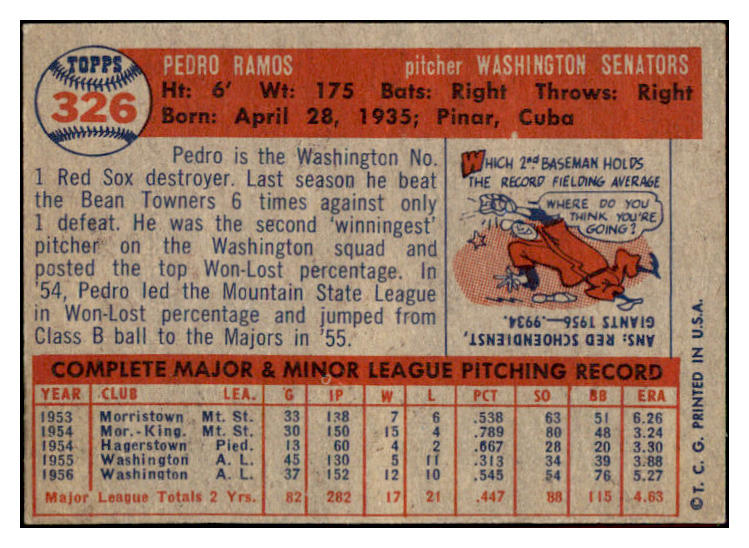 TOPPS
326
PEDRO RAMOS pitcher WASHINGTON SENATORS
Ht: 6' Wt: 175 Bats: Right Throws: Right
Born: April 28, 1935; Pinar, Cuba
Pedro is the Washington No.
1 Red Sox destroyer. Last season he beat
the Bean Towners 6 times against only
1 defeat. He was the second 'winningest'
pitcher on the Washington squad and
posted the top Won-Lost percentage. In
'54, Pedro led the Mountain State League
in Won-Lost percentage and jumped from
Class B ball to the Majors in '55.
WHICH 2nd BASEMAN HOLDS
THE RECORD FIELDING AVERAGE
WHERE DO YOU
THINK YOU'RE
GOING?
ANS: RED SCHOENDIENST,
GIANTS 1956-.9934.
COMPLETE MAJOR & MINOR LEAGUE PITCHING RECORD
YEAR CLUB LEA. G IP W L PCT SO BB ERA
1953 Morristown Mt. St. 33 138 7 6 .538 63 51 6.26
1954 Mor.-King. Mt. St. 30 150 15 4 .789 80 48 3.24
1954 Hagerstown Pied. 13 60 4 2 .667 28 20 3.30
1955 Washington A. L. 45 130 5 11 .313 34 39 3.88
1956 Washington A. L. 37 152 12 10 .545 54 76 5.27
Major League Totals 2 Yrs. 82 282 17 21 .447 88 115 4.63
© T. C. G. PRINTED IN U.S.A.